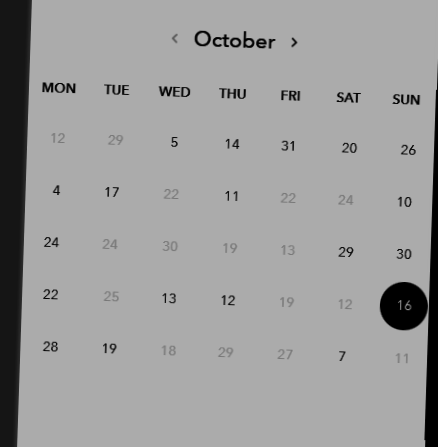 ‹ October ›
MON TUE WED THU FRI SAT SUN
12 29 5 14 31 20 26
4 17 22 11 22 24 10
24 24 30 19 13 29 30
22 25 13 12 19 12 16
28 19 18 29 27 7 11